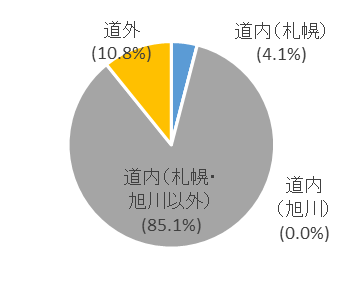 道外
(10.8%)
道内(札幌)
(4.1%)
道内(札幌・
旭川以外)
(85.1%)
道内
(旭川)
(0.0%)